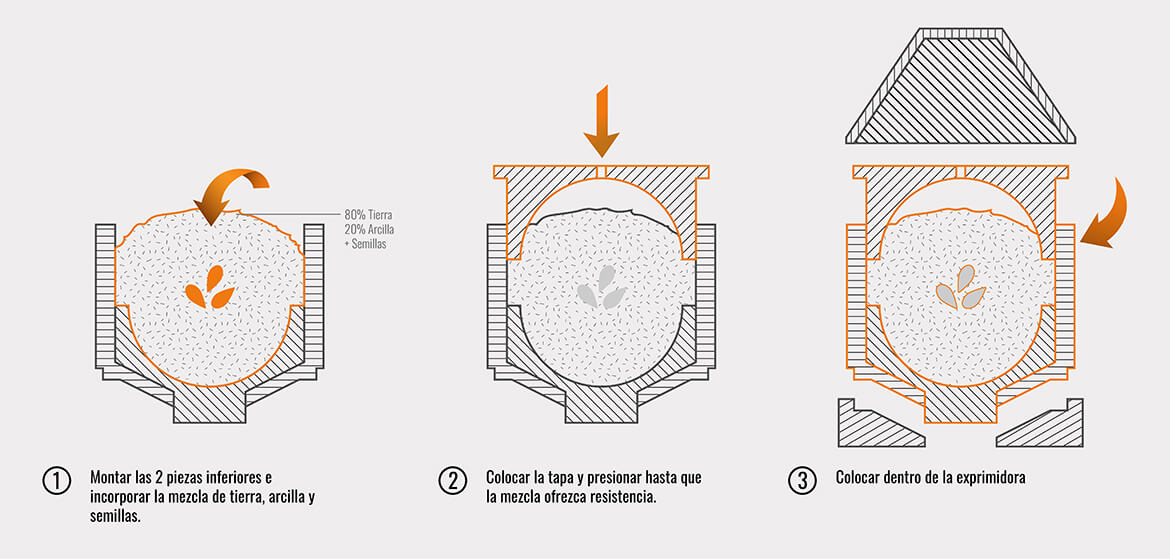 80% Tierra
20% Arcilla
+ Semillas
1
Montar las 2 piezas inferiores e
incorporar la mezcla de tierra, arcilla y
semillas.
2
Colocar la tapa y presionar hasta que
la mezcla ofrezca resistencia.
3
Colocar dentro de la exprimidora